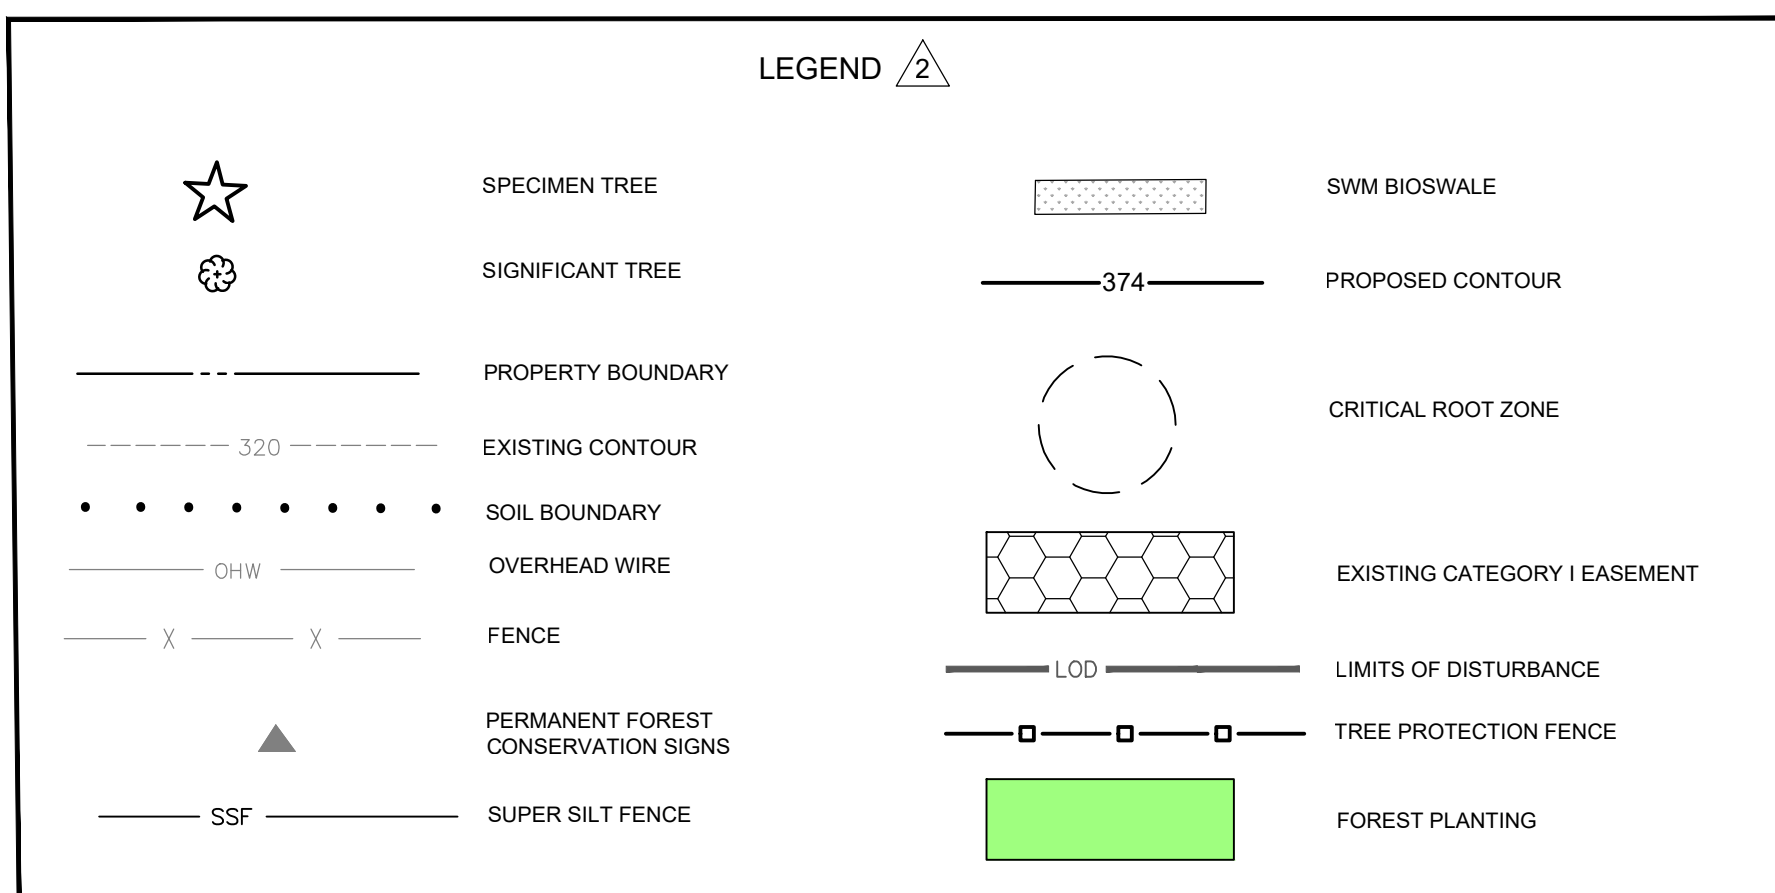 LEGEND 2
SPECIMEN TREE
SIGNIFICANT TREE
PROPERTY BOUNDARY
320 EXISTING CONTOUR
SOIL BOUNDARY
OHW OVERHEAD WIRE
X X FENCE
PERMANENT FOREST
CONSERVATION SIGNS
SSF SUPER SILT FENCE
SWM BIOSWALE
374 PROPOSED CONTOUR
CRITICAL ROOT ZONE
EXISTING CATEGORY I EASEMENT
LOD LIMITS OF DISTURBANCE
TREE PROTECTION FENCE
FOREST PLANTING